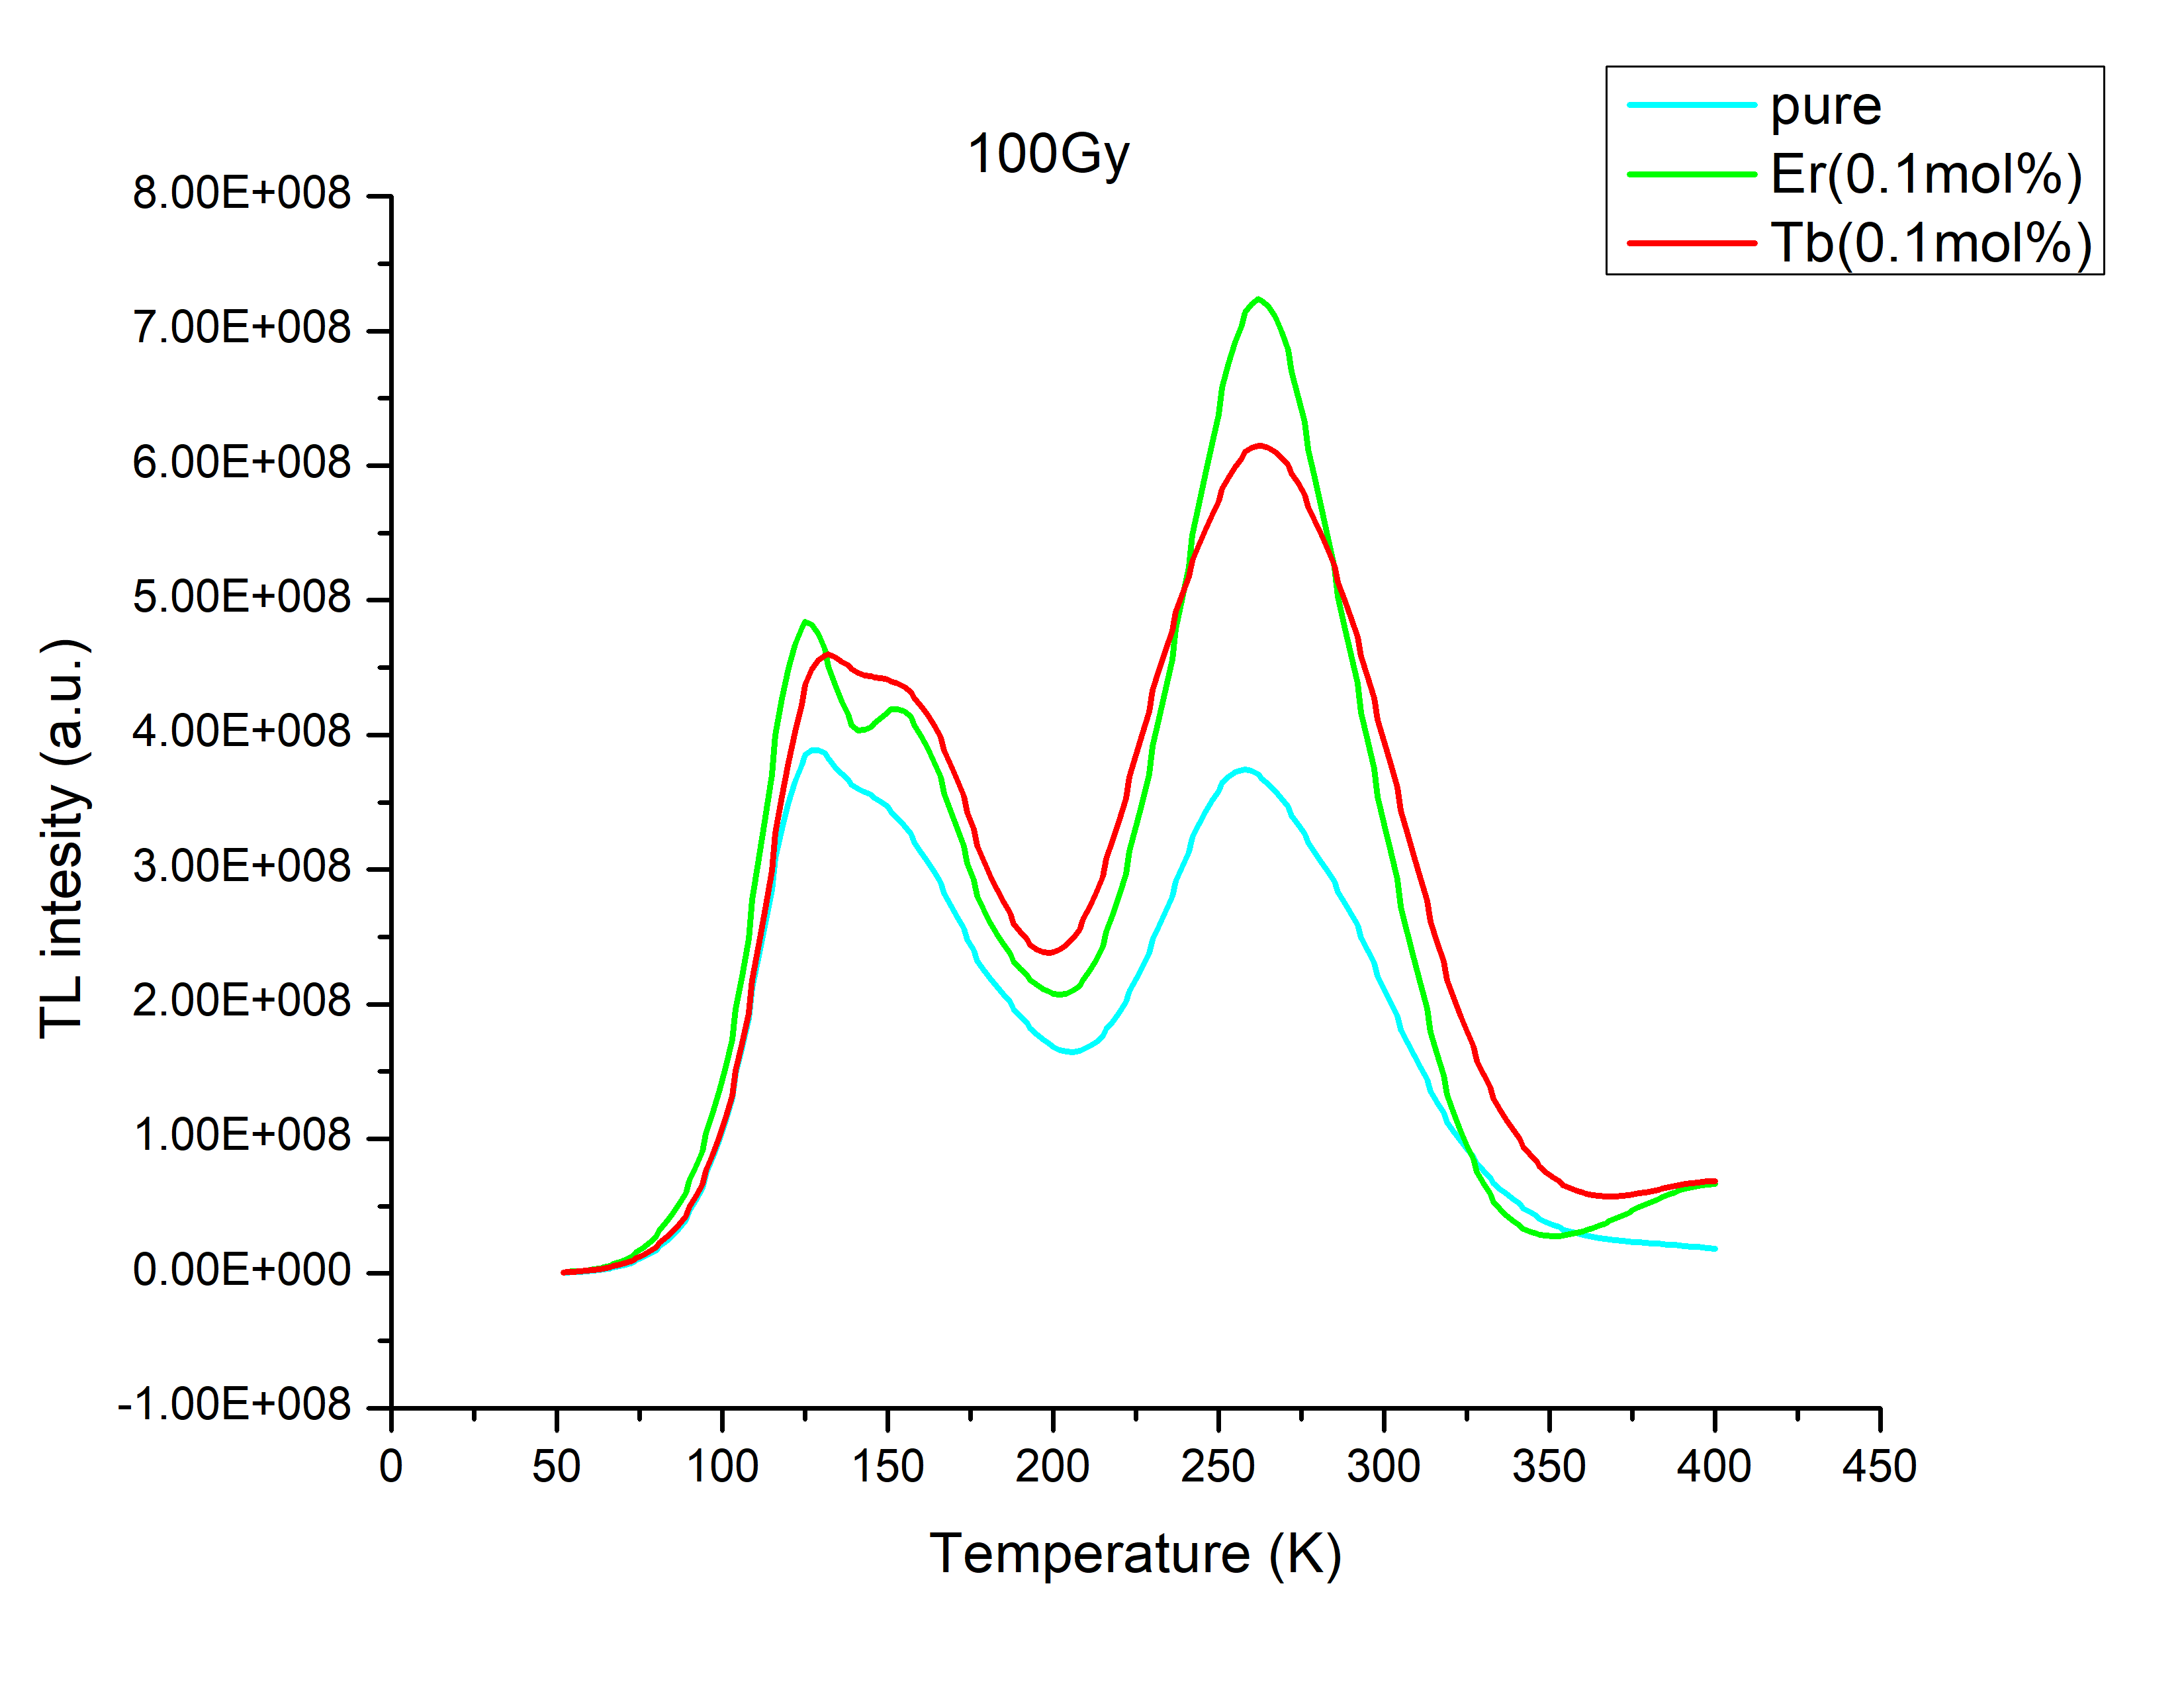 pure
Er(0.1mol%)
Tb(0.1mol%)
100Gy
8.00E+008
7.00E+008
6.00E+008
5.00E+008
4.00E+008
3.00E+008
2.00E+008
1.00E+008
0.00E+000
-1.00E+008
TL intesity (a.u.)
0 50 100 150 200 250 300 350 400 450
Temperature (K)